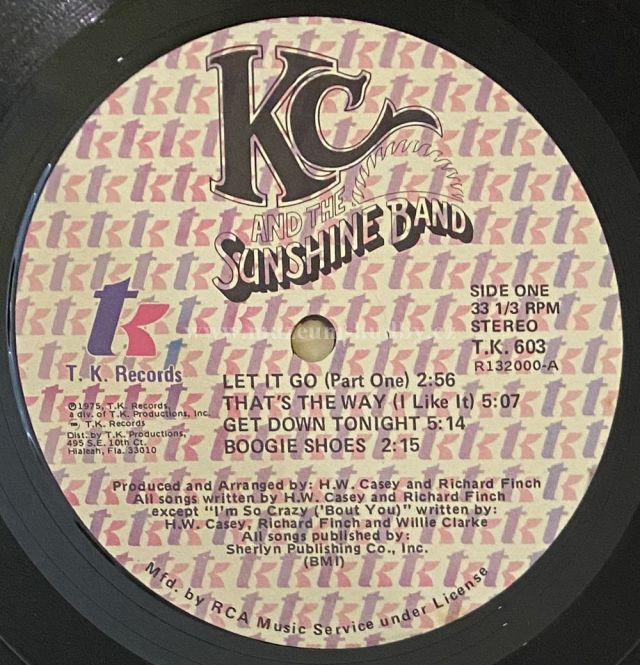 KC
AND THE
SUNSHINE BAND
SIDE ONE
33 1/3 RPM
STEREO
T.K. 603
R132000-A
tk
T. K. Records
LET IT GO (Part One) 2:56
THAT'S THE WAY (I Like It) 5:07
GET DOWN TONIGHT 5:14
BOOGIE SHOES 2:15
©1975, T.K. Records,
a div. of T.K. Productions, Inc.
T.K. Records
Dist. by T.K. Productions,
495 S.E. 10th Ct.
Hialeah, Fla. 33010
Produced and Arranged by: H.W. Casey and Richard Finch
All songs written by H.W. Casey and Richard Finch
except "I'm So Crazy ('Bout You)" written by:
H.W. Casey, Richard Finch and Willie Clarke
All songs published by:
Sherlyn Publishing Co., Inc.
(BMI)
Mfd. by RCA Music Service under License